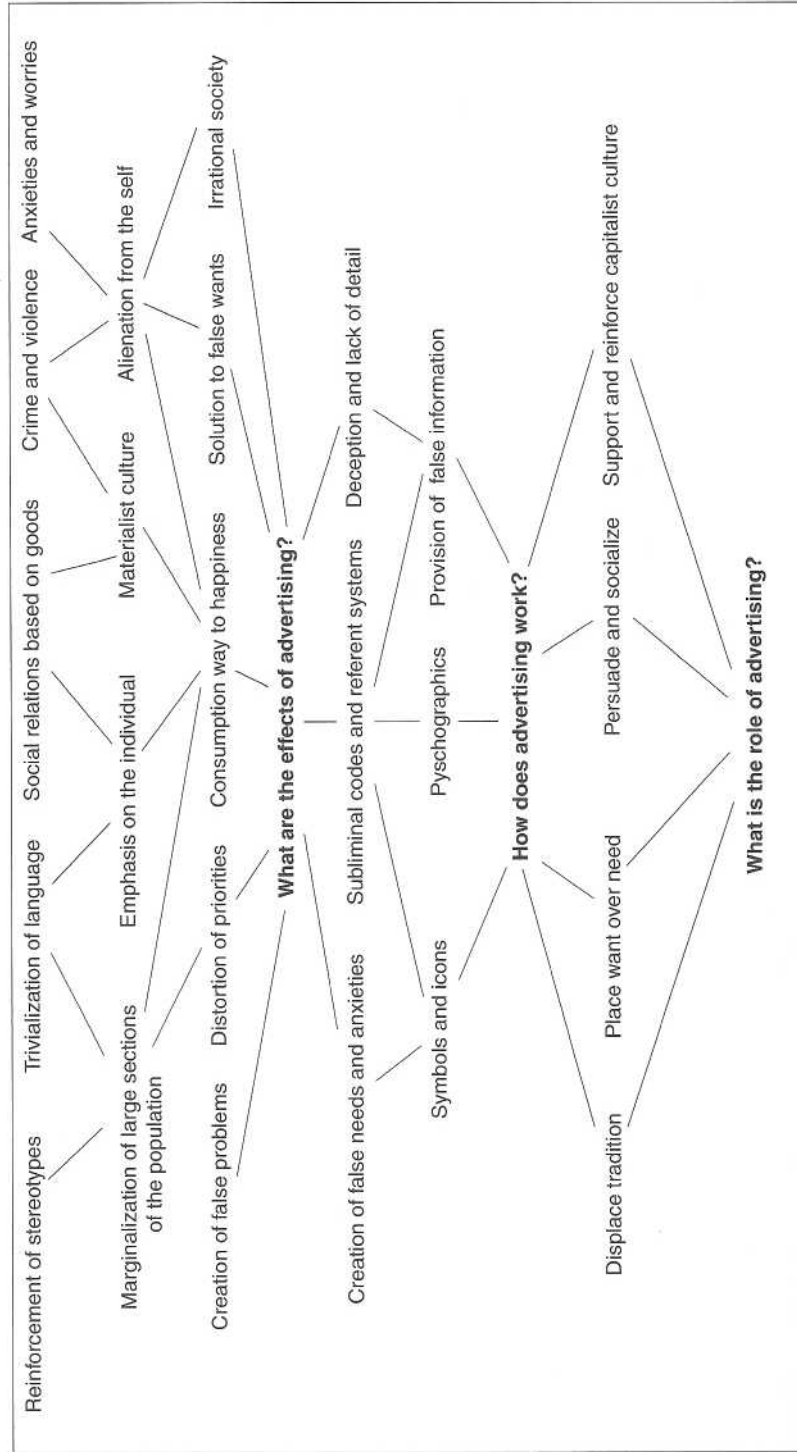 Reinforcement of stereotypes
Trivialization of language
Social relations based on goods
Crime and violence
Anxieties and worries
Marginalization of large sections
of the population
Emphasis on the individual
Materialist culture
Alienation from the self
Creation of false problems
Distortion of priorities
Consumption way to happiness
Solution to false wants
Irrational society
What are the effects of advertising?
Creation of false needs and anxieties
Subliminal codes and referent systems
Deception and lack of detail
Symbols and icons
Pyschographics
Provision of false information
How does advertising work?
Displace tradition
Place want over need
Persuade and socialize
Support and reinforce capitalist culture
What is the role of advertising?